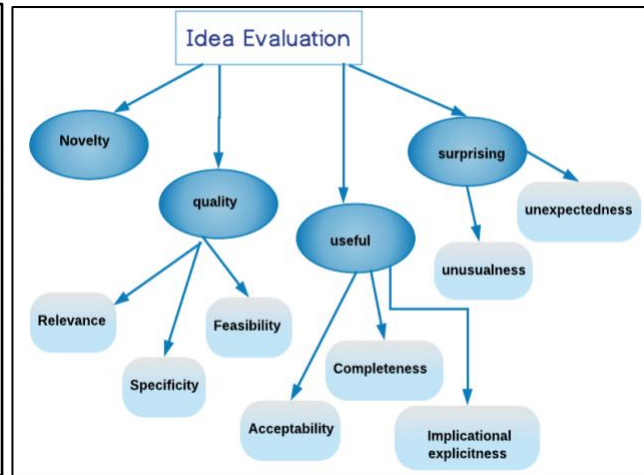 Idea Evaluation
Novelty
surprising
quality
unexpectedness
useful
unusualness
Relevance
Feasibility
Specificity
Completeness
Acceptability
Implicational
explicitness